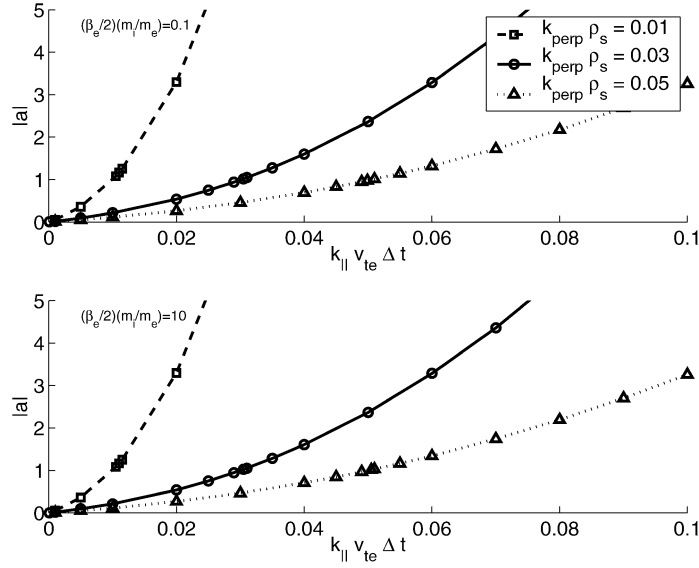 5
4
3
2
1
0
|a|
(β_e/2)(m_i/m_e)=0.1
k_perp ρ_s = 0.01
k_perp ρ_s = 0.03
k_perp ρ_s = 0.05
0 0.02 0.04 0.06 0.08 0.1
k_|| v_te Δ t
5
4
3
2
1
0
|a|
(β_e/2)(m_i/m_e)=10
0 0.02 0.04 0.06 0.08 0.1
k_|| v_te Δ t